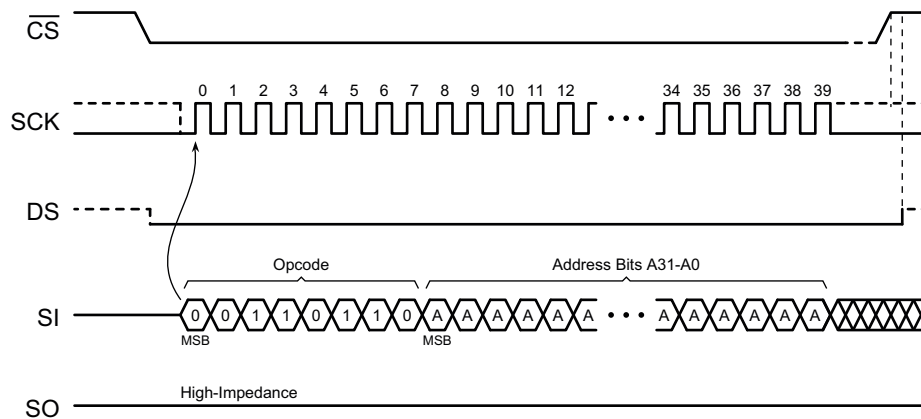 CS
0 1 2 3 4 5 6 7 8 9 10 11 12 34 35 36 37 38 39
SCK
DS
Opcode Address Bits A31-A0
SI 0 0 1 1 0 1 1 0 A A A A A A A A A A A A
MSB MSB
High-Impedance
SO